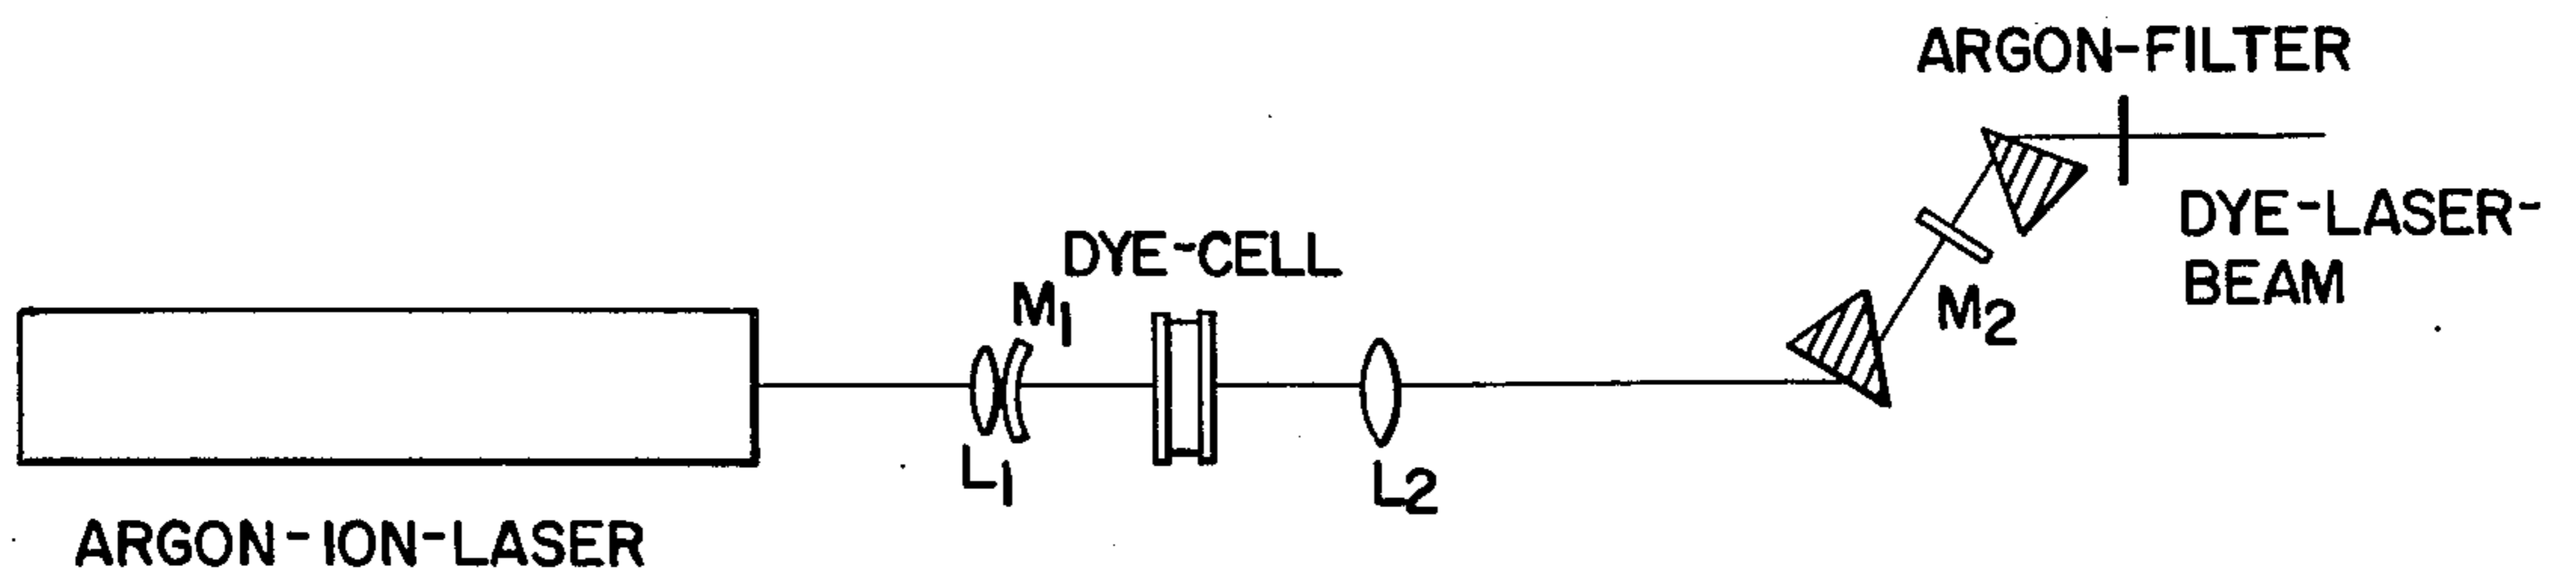 ARGON-FILTER
DYE-LASER-
BEAM
DYE-CELL
M1
M2
L1
L2
ARGON-ION-LASER